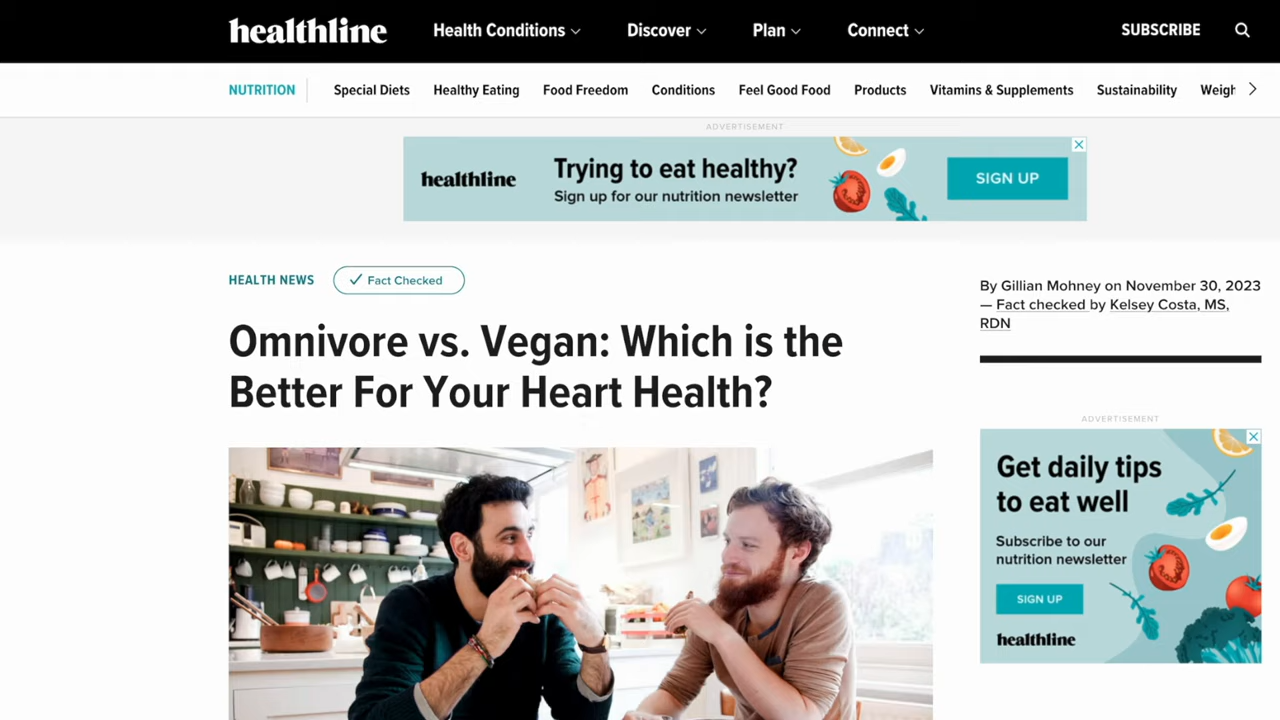 healthline
Health Conditions
Discover
Plan
Connect
SUBSCRIBE
NUTRITION
Special Diets
Healthy Eating
Food Freedom
Conditions
Feel Good Food
Products
Vitamins & Supplements
Sustainability
Weigh
ADVERTISEMENT
healthline
Trying to eat healthy?
Sign up for our nutrition newsletter
SIGN UP
HEALTH NEWS
Fact Checked
Omnivore vs. Vegan: Which is the
Better For Your Heart Health?
By Gillian Mohney on November 30, 2023
— Fact checked by Kelsey Costa, MS,
RDN
ADVERTISEMENT
Get daily tips
to eat well
Subscribe to our
nutrition newsletter
SIGN UP
healthline